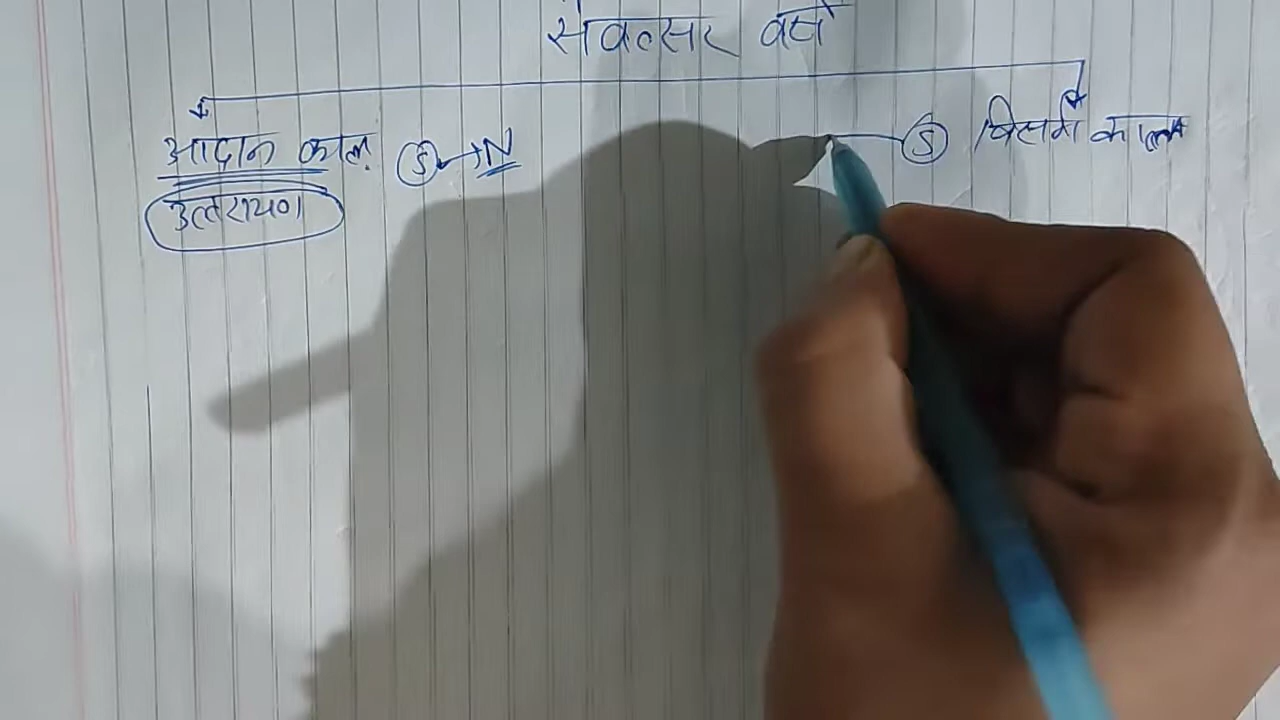 संवत्सर वर्ष
आदान काल (S)→N
(S) विसर्ग काल
उत्तरायण